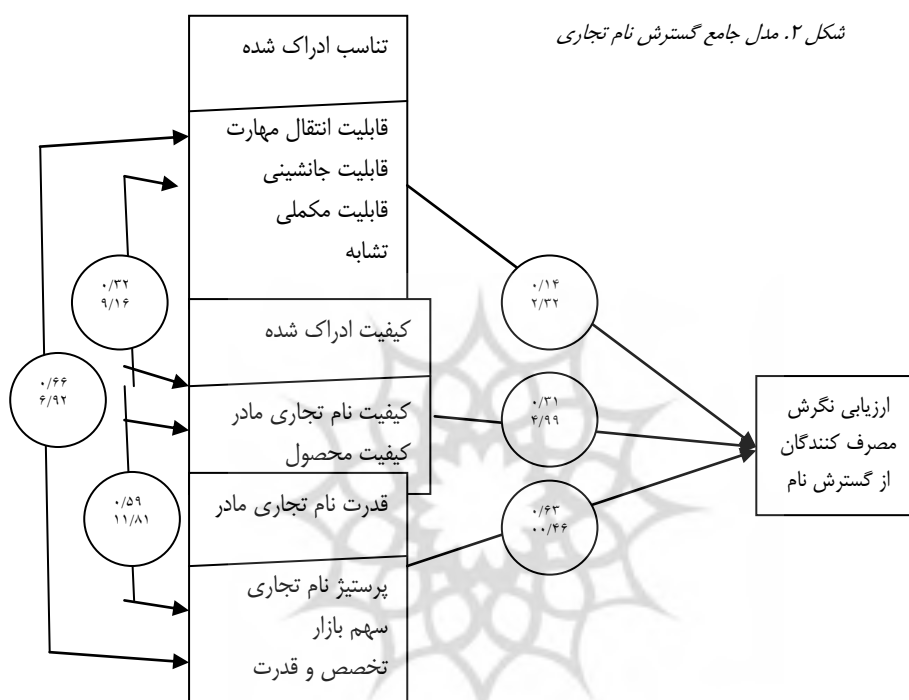 شکل ۲. مدل جامع گسترش نام تجاری
تناسب ادراک شده
قابلیت انتقال مهارت
قابلیت جانشینی
قابلیت مکملی
تشابه
کیفیت ادراک شده
کیفیت نام تجاری مادر
کیفیت محصول
قدرت نام تجاری مادر
پرستیژ نام تجاری
سهم بازار
تخصص و قدرت
۰/۱۴
۲/۳۲
۰/۳۱
۴/۹۹
۰/۶۳
۰۰/۴۶
۰/۳۲
۹/۱۶
۰/۶۶
۶/۹۲
۰/۵۹
۱۱/۸۱
ارزیابی نگرش
مصرف کنندگان
از گسترش نام